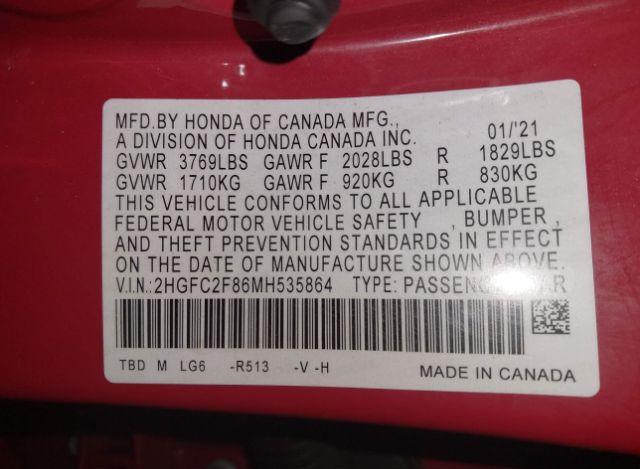 MFD.BY HONDA OF CANADA MFG.,
A DIVISION OF HONDA CANADA INC. 01/'21
GVWR 3769LBS GAWR F 2028LBS R 1829LBS
GVWR 1710KG GAWR F 920KG R 830KG
THIS VEHICLE CONFORMS TO ALL APPLICABLE
FEDERAL MOTOR VEHICLE SAFETY , BUMPER ,
AND THEFT PREVENTION STANDARDS IN EFFECT
ON THE DATE OF MANUFACTURE SHOWN ABOVE.
V.I.N.: 2HGFC2F86MH535864 TYPE: PASSENGER CAR
TBD M LG6 -R513 -V -H MADE IN CANADA